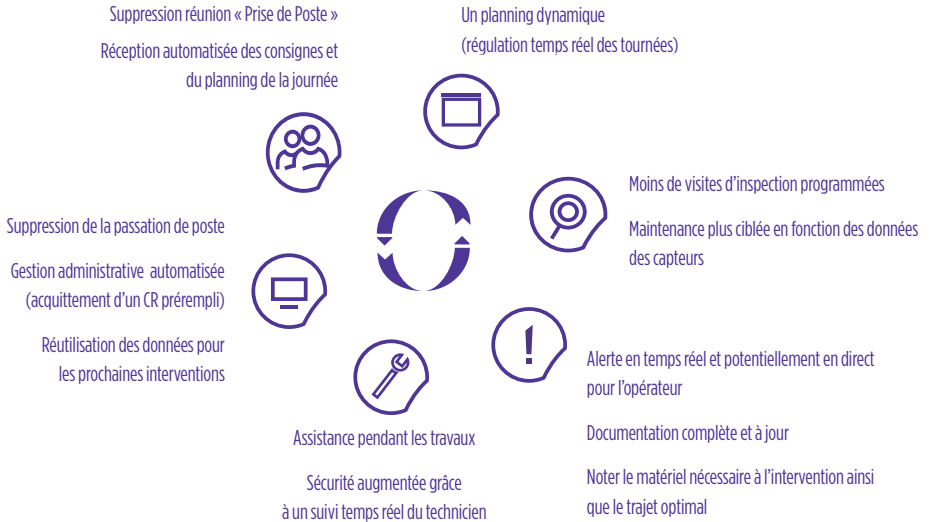 Suppression réunion « Prise de Poste »
Réception automatisée des consignes et
du planning de la journée
Un planning dynamique
(régulation temps réel des tournées)
Moins de visites d'inspection programmées
Maintenance plus ciblée en fonction des données
des capteurs
Alerte en temps réel et potentiellement en direct
pour l'opérateur
Documentation complète et à jour
Noter le matériel nécessaire à l'intervention ainsi
que le trajet optimal
Assistance pendant les travaux
Sécurité augmentée grâce
à un suivi temps réel du technicien
Suppression de la passation de poste
Gestion administrative automatisée
(acquittement d'un CR prérempli)
Réutilisation des données pour
les prochaines interventions